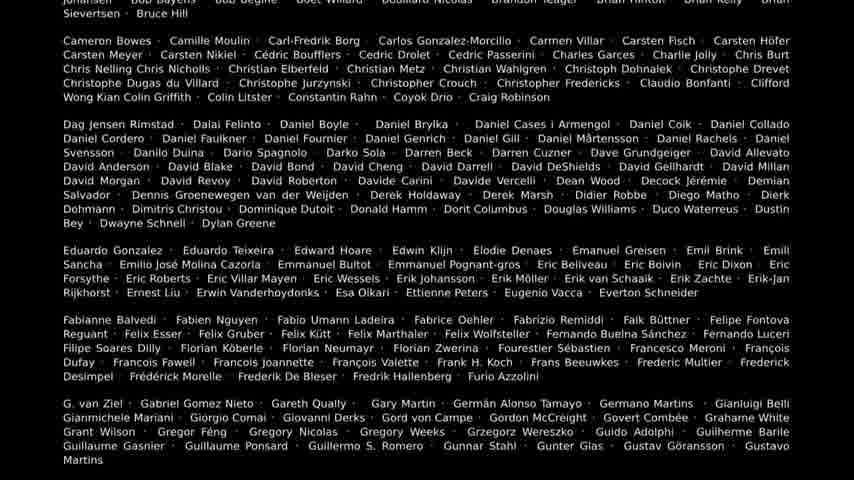 Johansen · Bob Bayens · Bob Begine · Boet Willard · Bouillard Nicolas · Brandon Yeager · Brian Hinton · Brian Kelly · Brian
Sievertsen · Bruce Hill
Cameron Bowes · Camille Moulin · Carl-Fredrik Borg · Carlos Gonzalez-Morcillo · Carmen Villar · Carsten Fisch · Carsten Höfer
Carsten Meyer · Carsten Nikiel · Cédric Boufflers · Cedric Drolet · Cedric Passerini · Charles Garces · Charlie Jolly · Chris Burt
Chris Nelling Chris Nicholls · Christian Elberfeld · Christian Metz · Christian Wahlgren · Christoph Dohnalek · Christophe Drevet
Christophe Dugas du Villard · Christophe Jurzynski · Christopher Crouch · Christopher Fredericks · Claudio Bonfanti · Clifford
Wong Kian Colin Griffith · Colin Litster · Constantin Rahn · Coyok Drio · Craig Robinson
Dag Jensen Rimstad · Dalai Felinto · Daniel Boyle · Daniel Brylka · Daniel Cases i Armengol · Daniel Coik · Daniel Collado
Daniel Cordero · Daniel Faulkner · Daniel Fournier · Daniel Genrich · Daniel Gill · Daniel Mårtensson · Daniel Rachels · Daniel
Svensson · Danilo Duina · Dario Spagnolo · Darko Sola · Darren Beck · Darren Cuzner · Dave Grundgeiger · David Allevato
David Anderson · David Blake · David Bond · David Cheng · David Darrell · David DeShields · David Gellhardt · David Millan
David Morgan · David Revoy · David Roberton · Davide Carini · Davide Vercelli · Dean Wood · Decock Jérémie · Demian
Salvador · Dennis Groenewegen van der Weijden · Derek Holdaway · Derek Marsh · Didier Robbe · Diego Matho · Dierk
Dohmann · Dimitris Christou · Dominique Dutoit · Donald Hamm · Dorit Columbus · Douglas Williams · Duco Waterreus · Dustin
Bey · Dwayne Schnell · Dylan Greene
Eduardo Gonzalez · Eduardo Teixeira · Edward Hoare · Edwin Klijn · Elodie Denaes · Emanuel Greisen · Emil Brink · Emili
Sancha · Emilio José Molina Cazorla · Emmanuel Bultot · Emmanuel Pognant-gros · Eric Beliveau · Eric Boivin · Eric Dixon · Eric
Forsythe · Eric Roberts · Eric Villar Mayen · Eric Wessels · Erik Johansson · Erik Möller · Erik van Schaaik · Erik Zachte · Erik-Jan
Rijkhorst · Ernest Liu · Erwin Vanderhoydonks · Esa Olkari · Ettienne Peters · Eugenio Vacca · Everton Schneider
Fabianne Balvedi · Fabien Nguyen · Fabio Umann Ladeira · Fabrice Oehler · Fabrizio Remiddi · Falk Büttner · Felipe Fontova
Reguant · Felix Esser · Felix Gruber · Felix Kütt · Felix Marthaler · Felix Wolfsteller · Fernando Buelna Sánchez · Fernando Luceri
Filipe Soares Dilly · Florian Köberle · Florian Neumayr · Florian Zwerina · Fourestier Sébastien · Francesco Meroni · François
Dufay · Francois Faweil · Francois Joannette · François Valette · Frank H. Koch · Frans Beeuwkes · Frederic Multier · Frederick
Desimpel · Frédérick Morelle · Frederik De Bleser · Fredrik Hallenberg · Furio Azzolini
G. van Ziel · Gabriel Gomez Nieto · Gareth Qually · Gary Martin · Germán Alonso Tamayo · Germano Martins · Gianluigi Belli
Gianmichele Mariani · Giorgio Comai · Giovanni Derks · Gord von Campe · Gordon McCreight · Govert Combée · Grahame White
Grant Wilson · Gregor Féng · Gregory Nicolas · Gregory Weeks · Grzegorz Wereszko · Guido Adolphi · Guilherme Barile
Guillaume Gasnier · Guillaume Ponsard · Guillermo S. Romero · Gunnar Stahl · Gunter Glas · Gustav Göransson · Gustavo
Martins